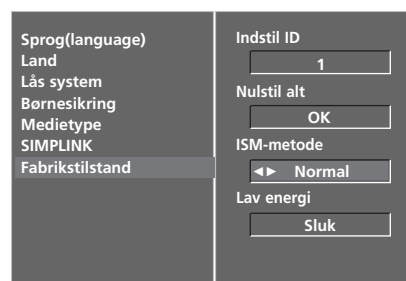 Sprog(language)
Land
Lås system
Børnesikring
Medietype
SIMPLINK
Fabrikstilstand
Indstil ID
1
Nulstil alt
OK
ISM-metode
◄► Normal
Lav energi
Sluk